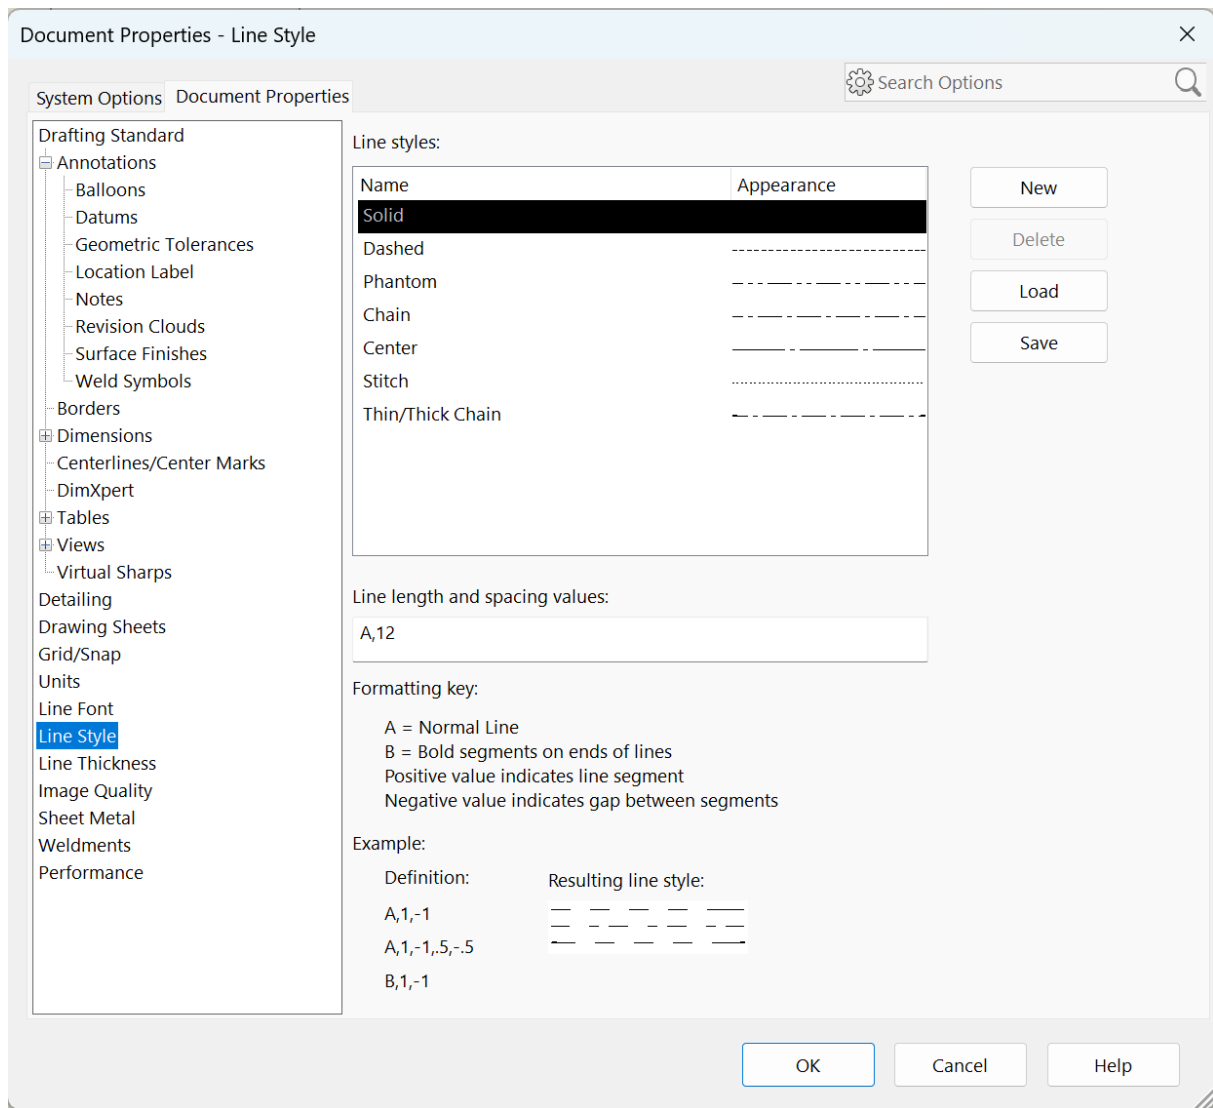 Document Properties - Line Style
System Options
Document Properties
Search Options
Drafting Standard
Annotations
Balloons
Datums
Geometric Tolerances
Location Label
Notes
Revision Clouds
Surface Finishes
Weld Symbols
Borders
Dimensions
Centerlines/Center Marks
DimXpert
Tables
Views
Virtual Sharps
Detailing
Drawing Sheets
Grid/Snap
Units
Line Font
Line Style
Line Thickness
Image Quality
Sheet Metal
Weldments
Performance
Line styles:
Name Appearance
Solid
Dashed
Phantom
Chain
Center
Stitch
Thin/Thick Chain
New
Delete
Load
Save
Line length and spacing values:
A,12
Formatting key:
A = Normal Line
B = Bold segments on ends of lines
Positive value indicates line segment
Negative value indicates gap between segments
Example:
Definition: Resulting line style:
A,1,-1
A,1,-1,.5,-.5
B,1,-1
OK
Cancel
Help